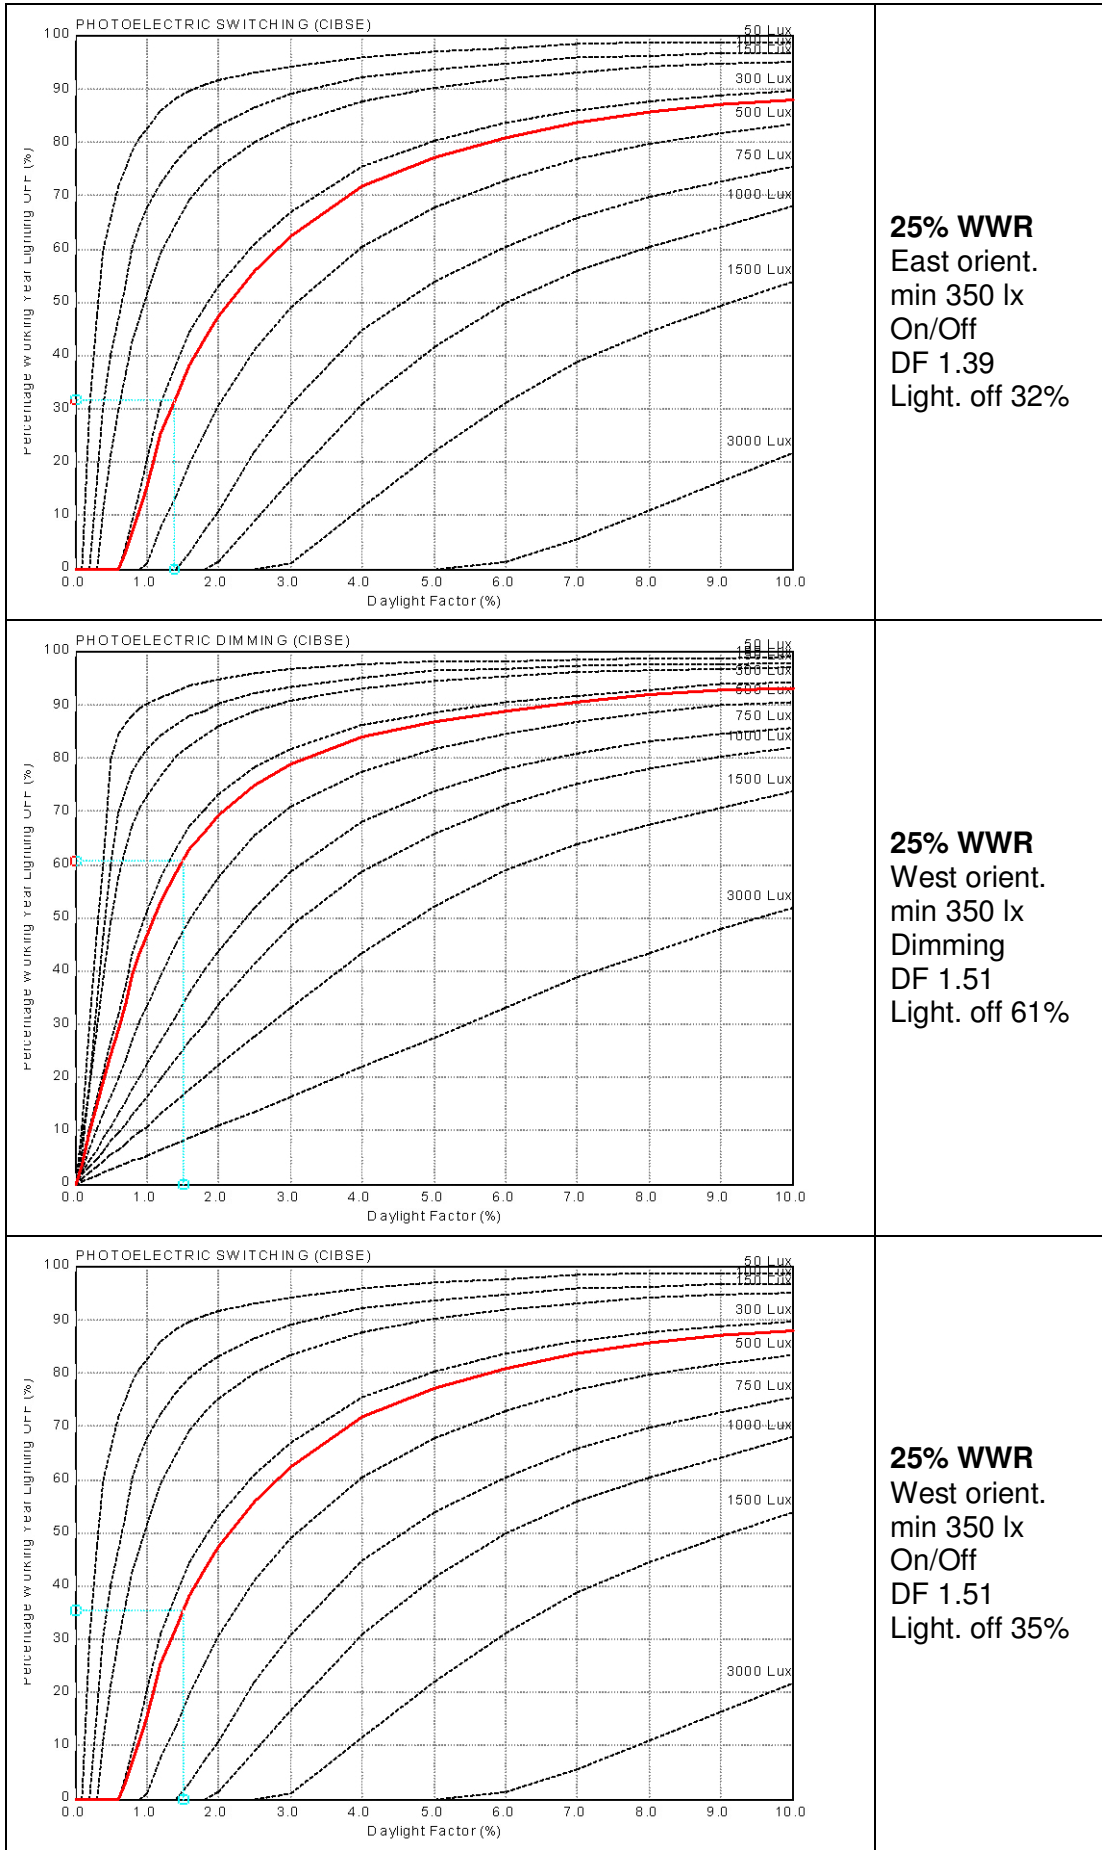 PHOTOELECTRIC SWITCHING (CIBSE)
100
90
80
70
60
50
40
30
20
10
0
0.0 1.0 2.0 3.0 4.0 5.0 6.0 7.0 8.0 9.0 10.0
Daylight Factor (%)
50 Lux
100 Lux
150 Lux
300 Lux
500 Lux
750 Lux
1000 Lux
1500 Lux
3000 Lux
25% WWR
East orient.
min 350 lx
On/Off
DF 1.39
Light. off 32%
PHOTOELECTRIC DIMMING (CIBSE)
100
90
80
70
60
50
40
30
20
10
0
0.0 1.0 2.0 3.0 4.0 5.0 6.0 7.0 8.0 9.0 10.0
Daylight Factor (%)
50 Lux
300 Lux
500 Lux
750 Lux
1000 Lux
1500 Lux
3000 Lux
25% WWR
West orient.
min 350 lx
Dimming
DF 1.51
Light. off 61%
PHOTOELECTRIC SWITCHING (CIBSE)
100
90
80
70
60
50
40
30
20
10
0
0.0 1.0 2.0 3.0 4.0 5.0 6.0 7.0 8.0 9.0 10.0
Daylight Factor (%)
50 Lux
100 Lux
150 Lux
300 Lux
500 Lux
750 Lux
1000 Lux
1500 Lux
3000 Lux
25% WWR
West orient.
min 350 lx
On/Off
DF 1.51
Light. off 35%